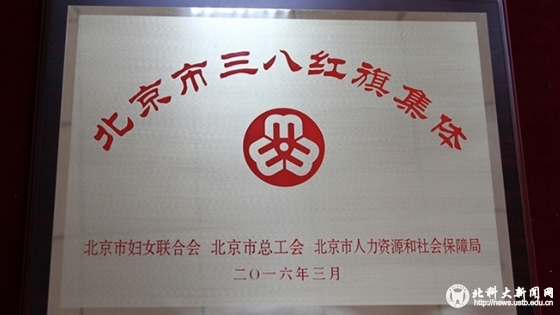 北京市三八红旗集体
北京市妇女联合会 北京市总工会 北京市人力资源和社会保障局
二〇一六年三月
北科大新闻网
http://news.ustb.edu.cn